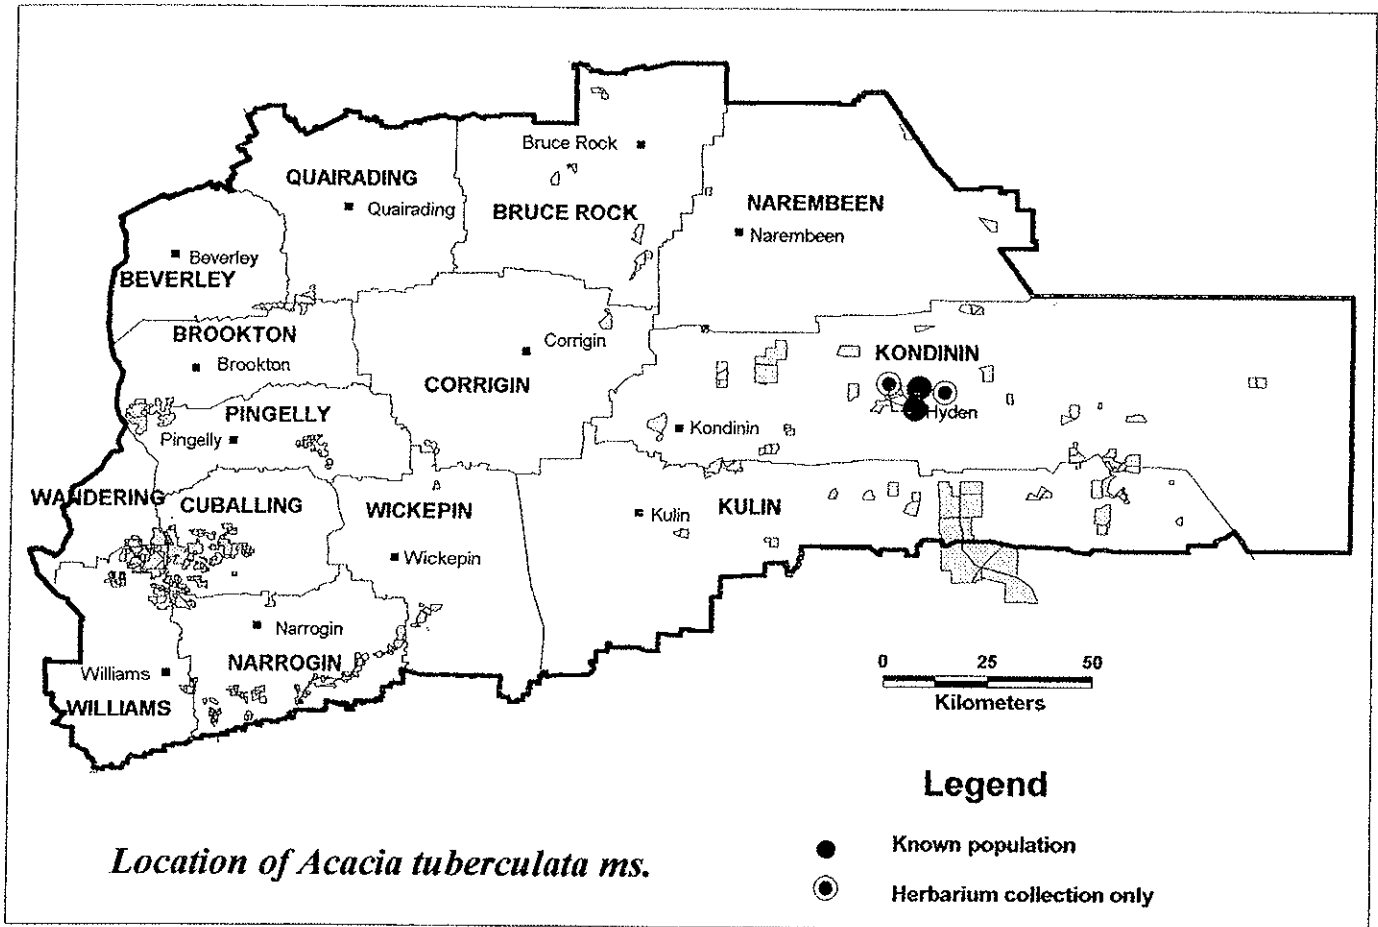 Bruce Rock
QUAIRADING
Quairading
BRUCE ROCK
NAREMBEEN
Narembeen
Beverley
BEVERLEY
BROOKTON
Brookton
Corrigin
CORRIGIN
KONDININ
Hyden
PINGELLY
Pingelly
Kondinin
WANDERING
CUBALLING
WICKEPIN
Wickepin
Kulin
KULIN
Narrogin
NARROGIN
Williams
WILLIAMS
0 25 50
Kilometers
Legend
Known population
Herbarium collection only
Location of Acacia tuberculata ms.